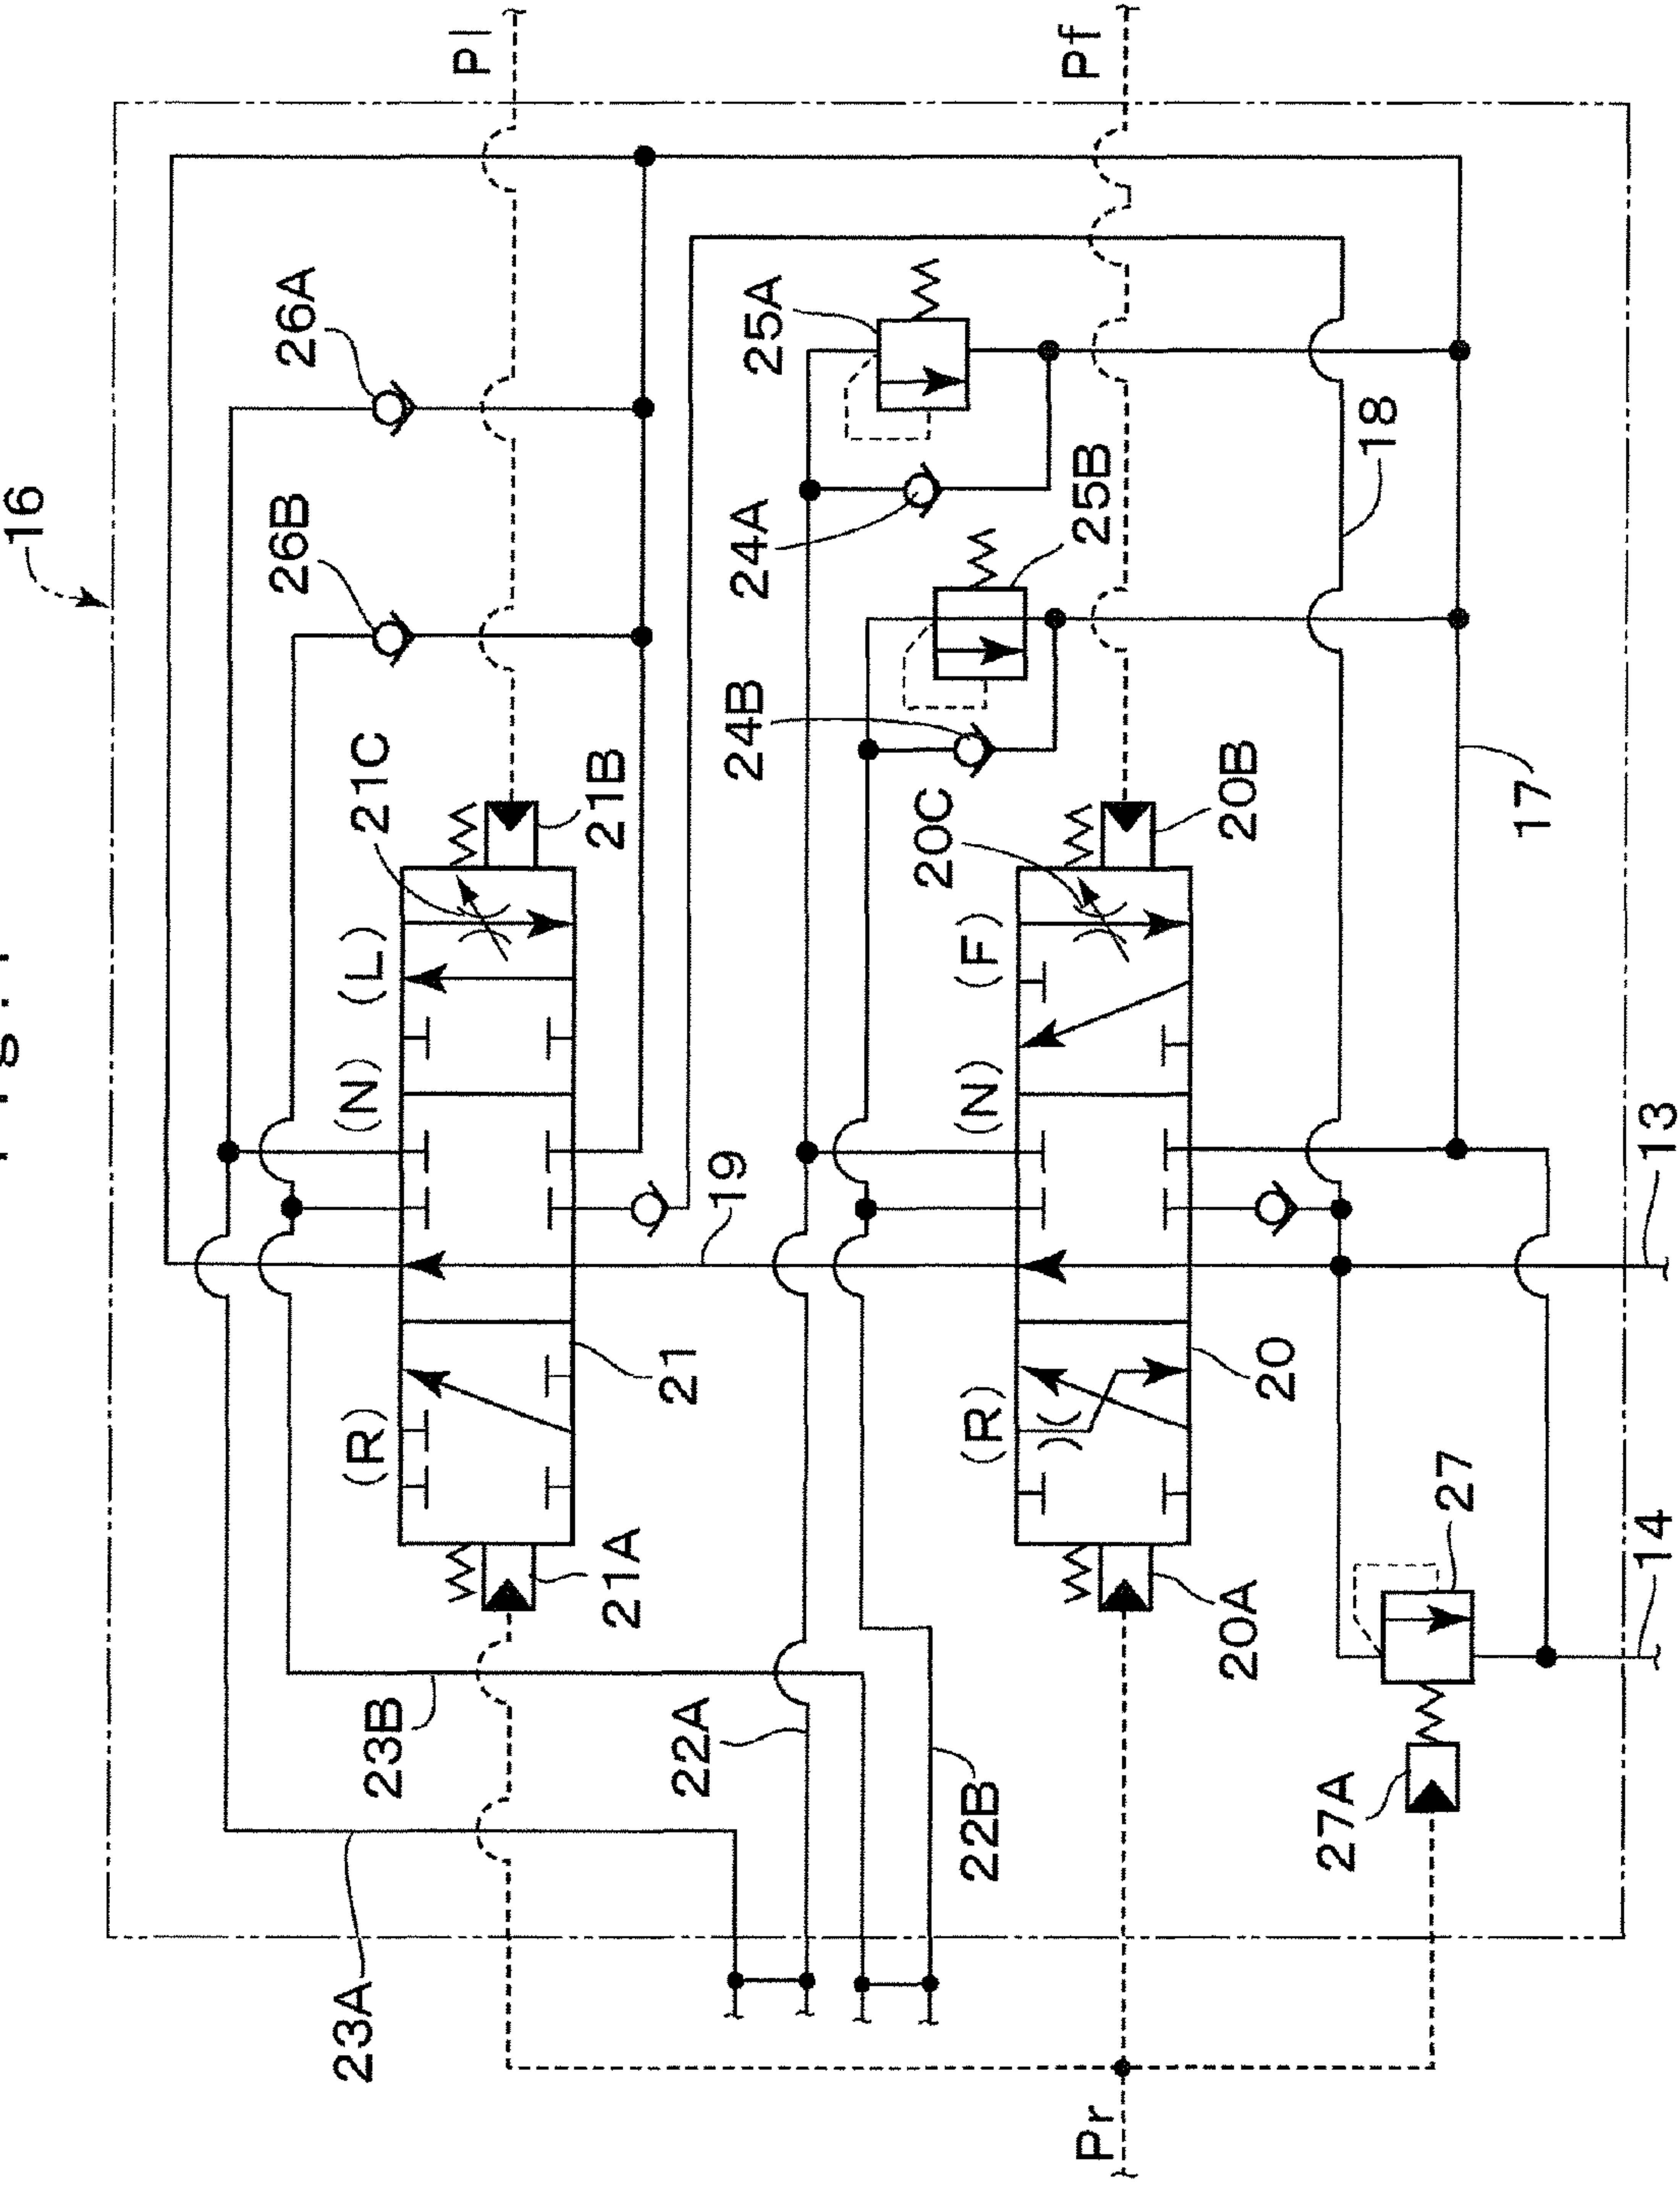 16
Pl
Pf
26A
26B
25A
25B
24A
24B
18
17
21C
21B
20C
20B
(L)
(N)
(R)
(F)
(N)
(R)
19
13
21
20
21A
20A
27
14
23B
22A
22B
27A
23A
Pr